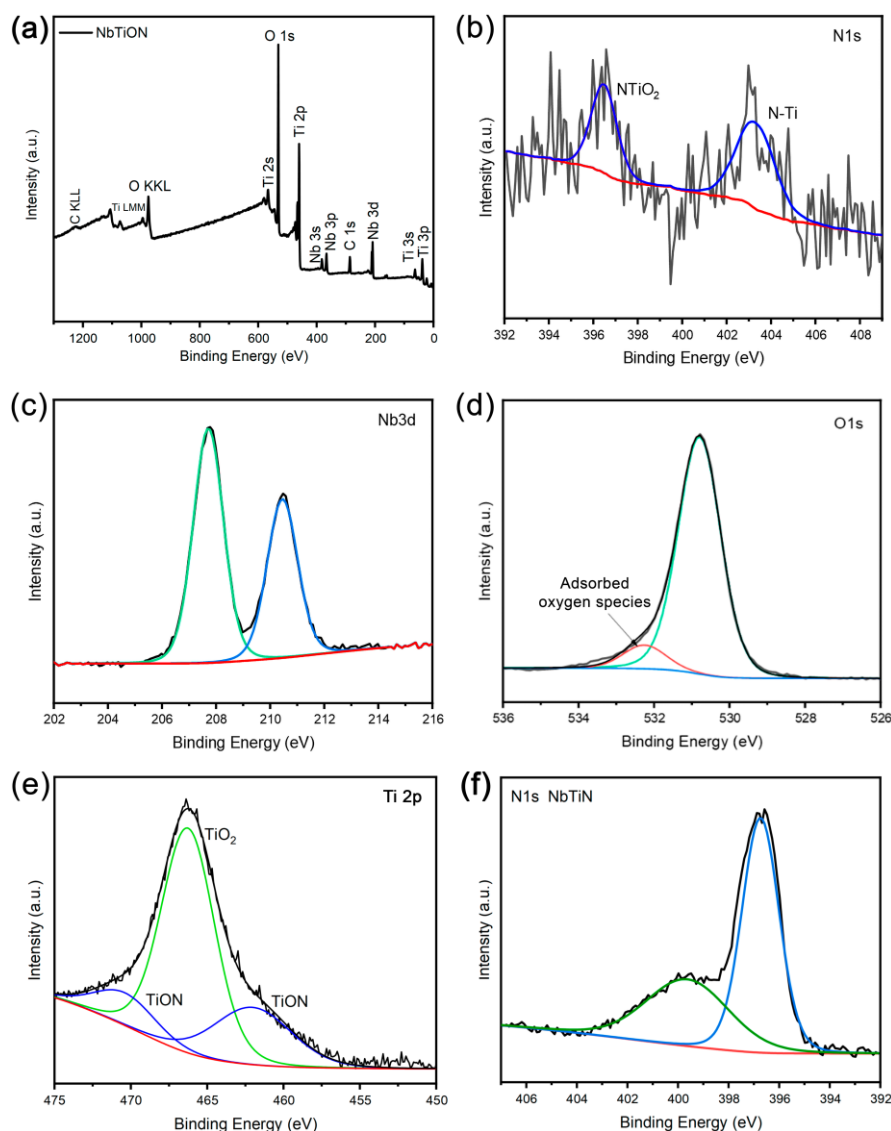 (a)
NbTiON
O 1s
Ti 2p
Ti 2s
O KKL
Ti LMM
C KLL
Nb 3s
Nb 3p
C 1s
Nb 3d
Ti 3s
Ti 3p
Intensity (a.u.)
1200 1000 800 600 400 200 0
Binding Energy (eV)
(b)
N1s
NTiO₂
N-Ti
Intensity (a.u.)
392 394 396 398 400 402 404 406 408
Binding Energy (eV)
(c)
Nb3d
Intensity (a.u.)
202 204 206 208 210 212 214 216
Binding Energy (eV)
(d)
O1s
Adsorbed
oxygen species
Intensity (a.u.)
536 534 532 530 528 526
Binding Energy (eV)
(e)
Ti 2p
TiO₂
TiON
TiON
Intensity (a.u.)
475 470 465 460 455 450
Binding Energy (eV)
(f)
N1s NbTiN
Intensity (a.u.)
406 404 402 400 398 396 394 392
Binding Energy (eV)